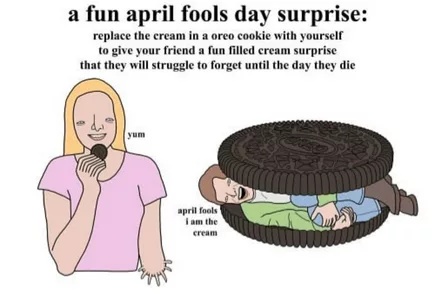 a fun april fools day surprise:
replace the cream in a oreo cookie with yourself
to give your friend a fun filled cream surprise
that they will struggle to forget until the day they die
yum
april fools
i am the
cream